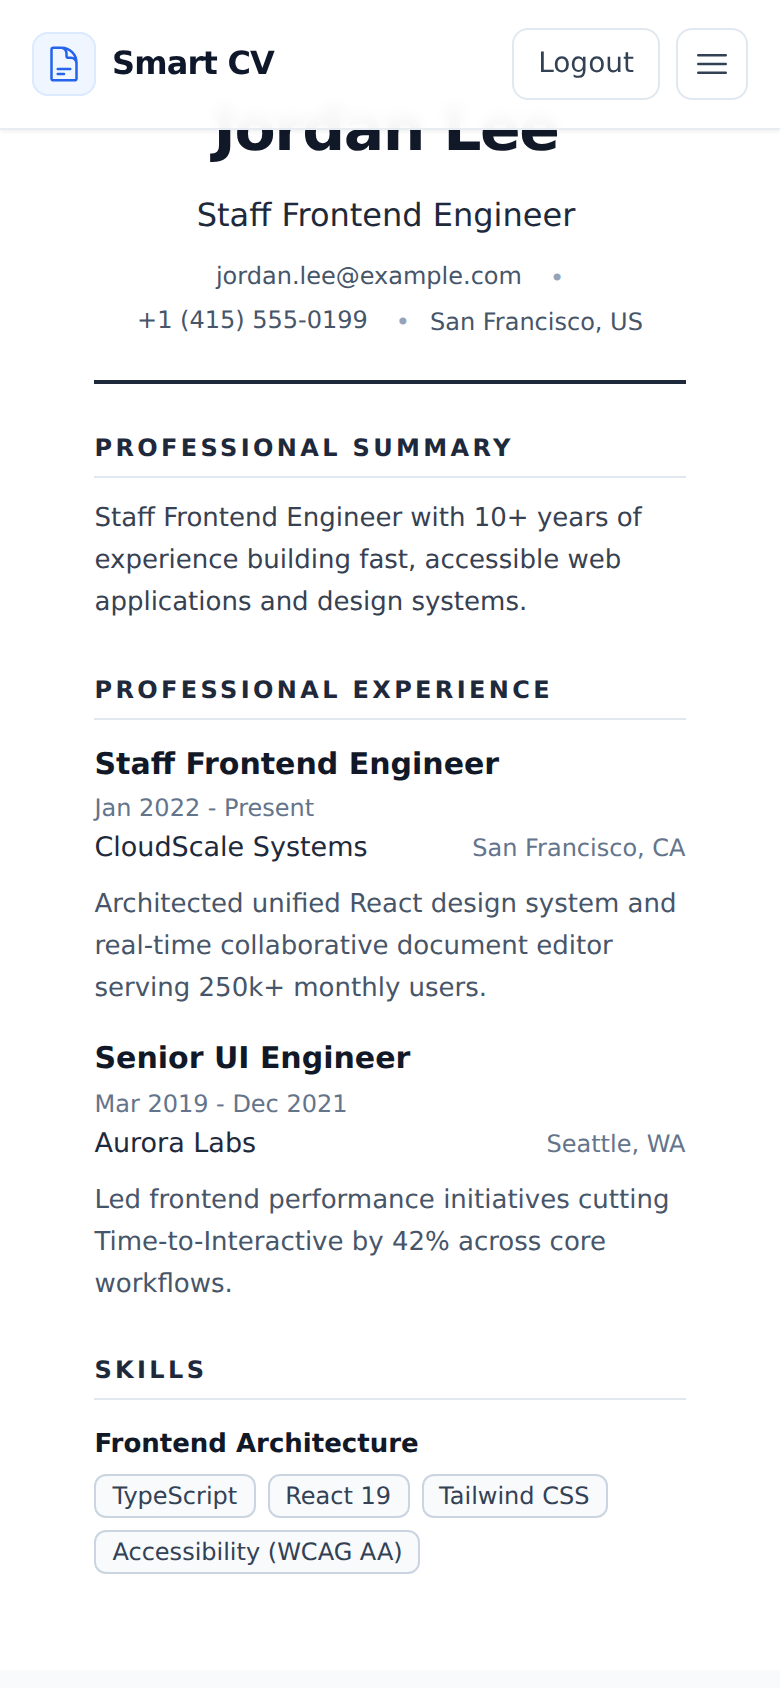 Smart CV
Logout
Jordan Lee
Staff Frontend Engineer
jordan.lee@example.com •
+1 (415) 555-0199 • San Francisco, US
PROFESSIONAL SUMMARY
Staff Frontend Engineer with 10+ years of
experience building fast, accessible web
applications and design systems.
PROFESSIONAL EXPERIENCE
Staff Frontend Engineer
Jan 2022 - Present
CloudScale Systems San Francisco, CA
Architected unified React design system and
real-time collaborative document editor
serving 250k+ monthly users.
Senior UI Engineer
Mar 2019 - Dec 2021
Aurora Labs Seattle, WA
Led frontend performance initiatives cutting
Time-to-Interactive by 42% across core
workflows.
SKILLS
Frontend Architecture
TypeScript React 19 Tailwind CSS
Accessibility (WCAG AA)